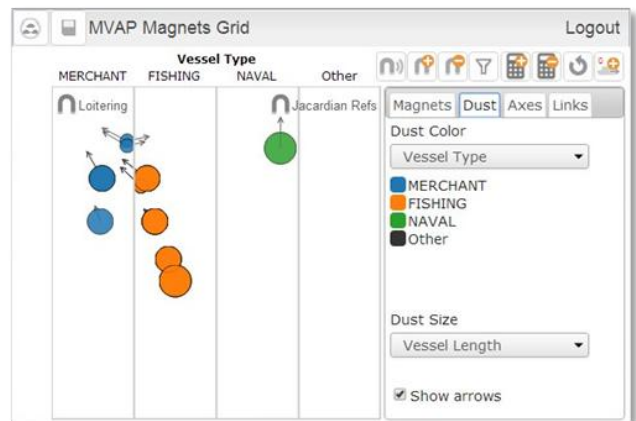 MVAP Magnets Grid
Logout
Vessel Type
MERCHANT FISHING NAVAL Other
Loitering
Jacardian Refs
Magnets Dust Axes Links
Dust Color
Vessel Type
MERCHANT
FISHING
NAVAL
Other
Dust Size
Vessel Length
Show arrows